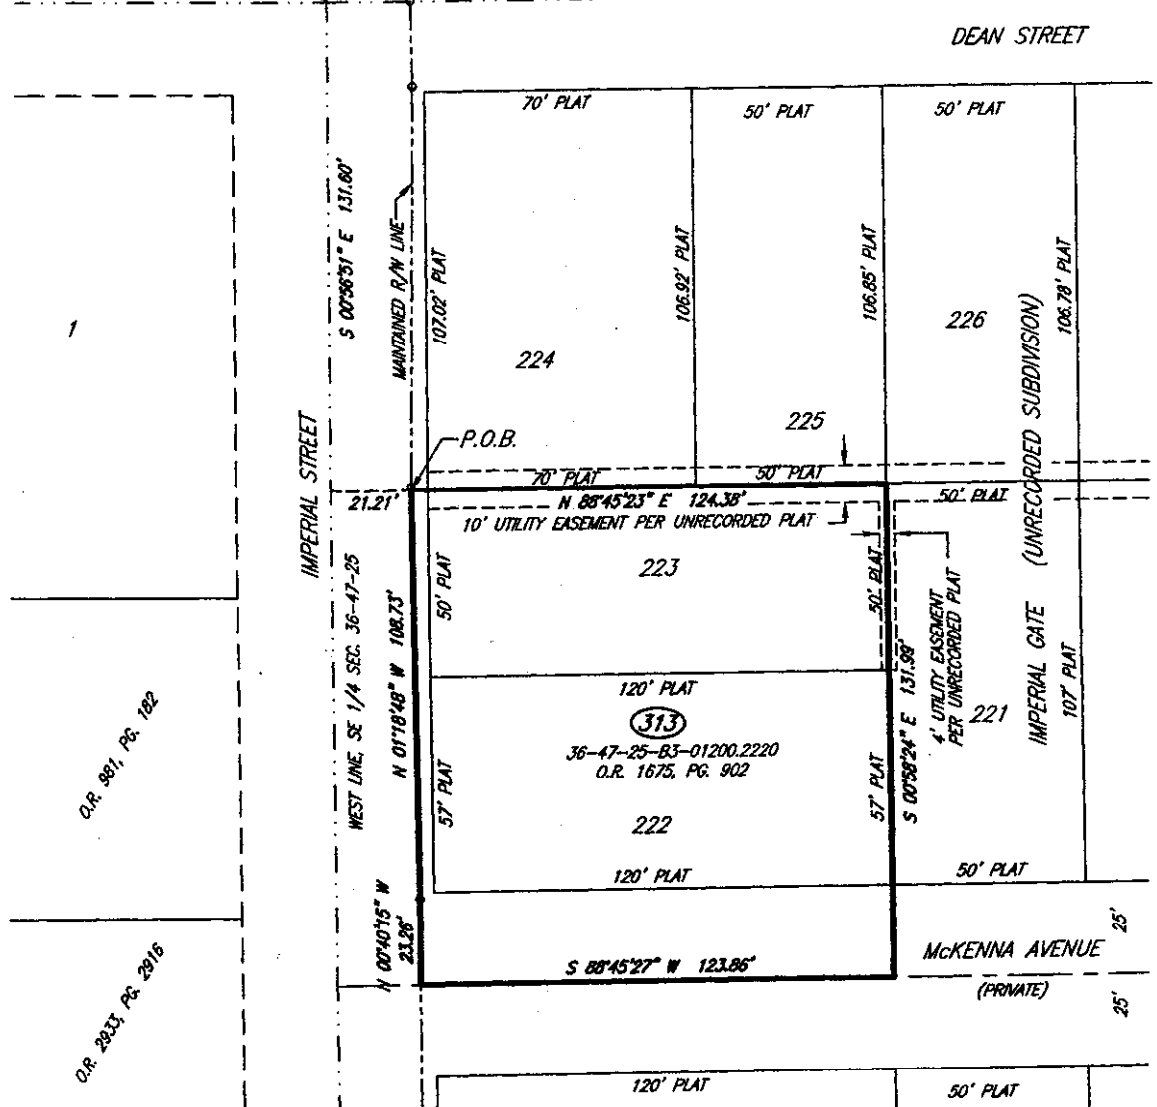 DEAN STREET
70' PLAT
50' PLAT
50' PLAT
S 00°56'51" E 131.60'
MAINTAINED R/W LINE
107.02' PLAT
106.92' PLAT
106.85' PLAT
106.78' PLAT
1
224
225
226
IMPERIAL STREET
P.O.B.
70' PLAT
50' PLAT
50' PLAT
21.21'
N 88°45'23" E 124.38'
10' UTILITY EASEMENT PER UNRECORDED PLAT
IMPERIAL GATE (UNRECORDED SUBDIVISION)
WEST LINE, SE 1/4 SEC. 36-47-25
N 01°18'48" W 108.73'
50' PLAT
223
50' PLAT
4' UTILITY EASEMENT
PER UNRECORDED PLAT
S 00°58'24" E 131.99'
120' PLAT
313
36-47-25-B3-01200.2220
O.R. 1675, PG. 902
221
107' PLAT
O.R. 981, PG. 182
57' PLAT
222
57' PLAT
120' PLAT
50' PLAT
N 00°40'15" W
23.26'
S 88°45'27" W 123.86'
McKENNA AVENUE
(PRIVATE)
25'
25'
O.R. 2933, PG. 2916
120' PLAT
50' PLAT